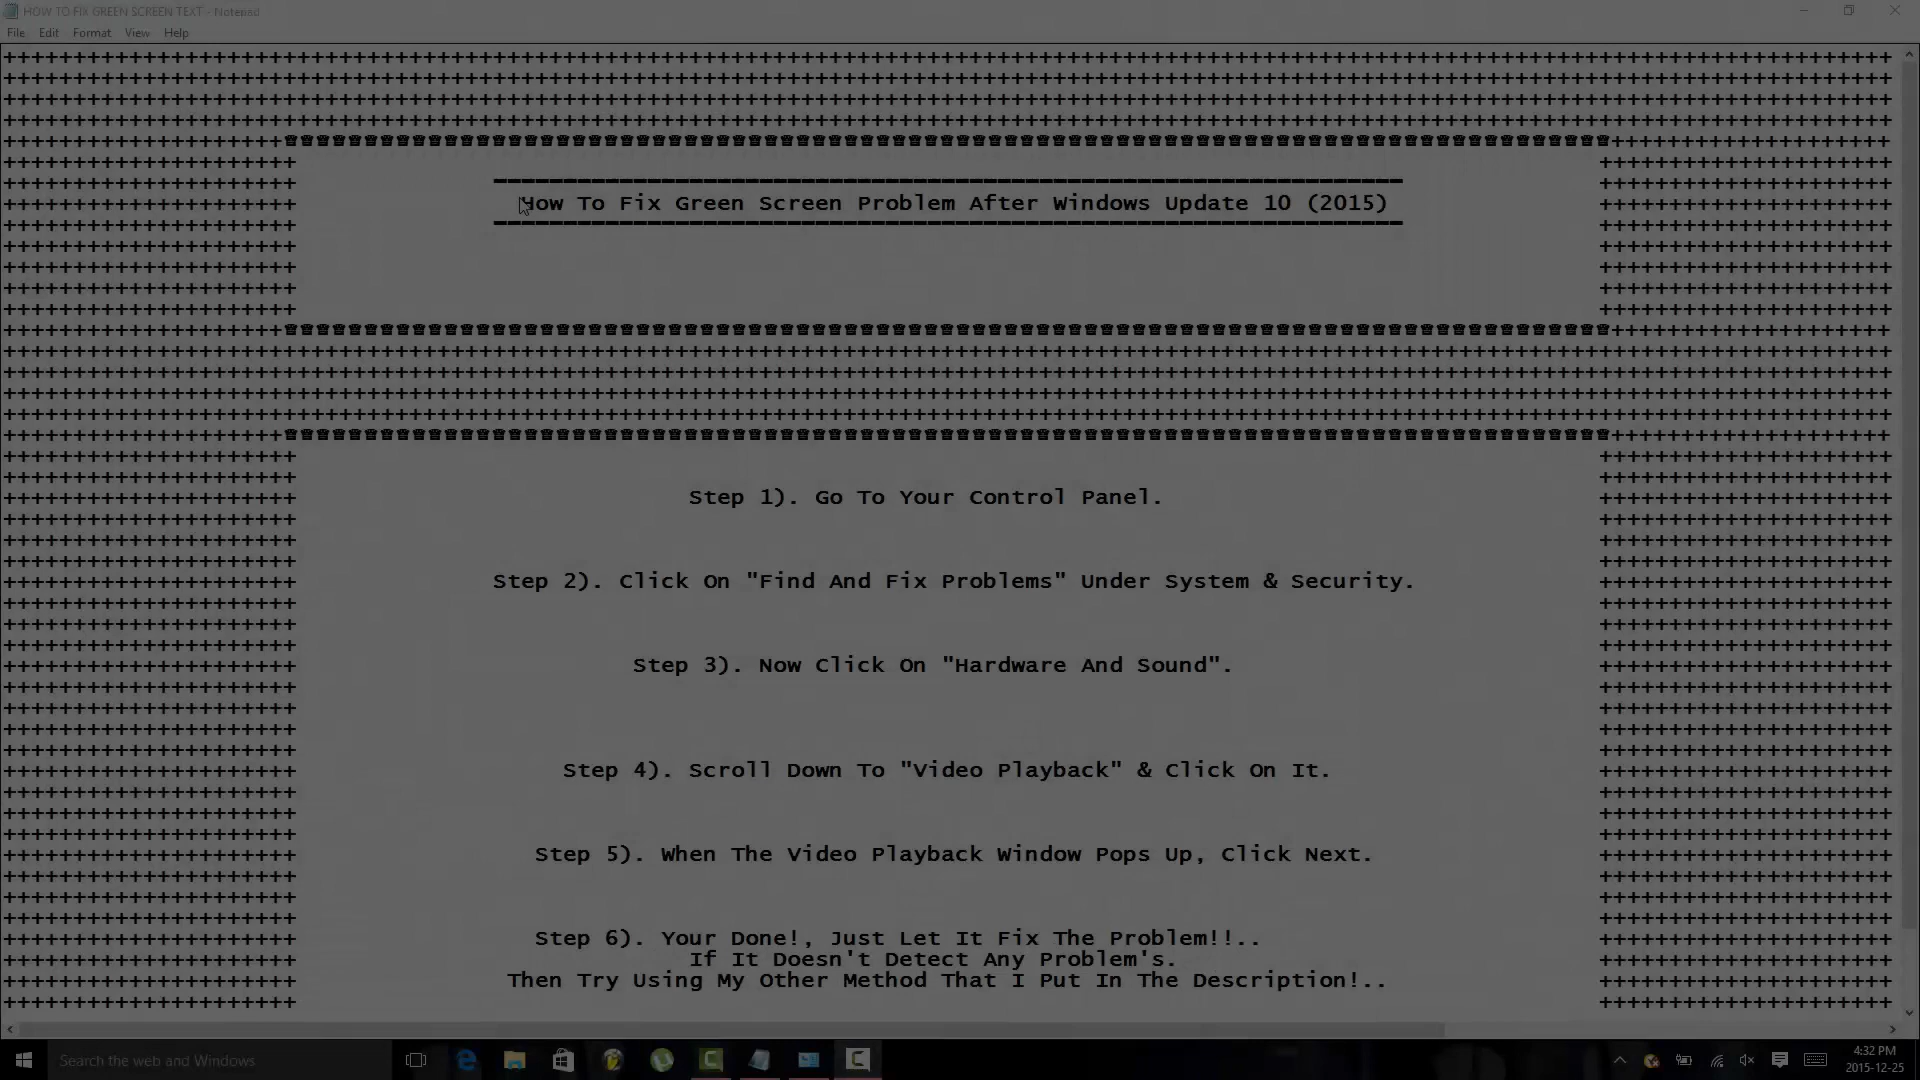 HOW TO FIX GREEN SCREEN TEXT - Notepad
File Edit Format View Help
How To Fix Green Screen Problem After Windows Update 10 (2015)
Step 1). Go To Your Control Panel.
Step 2). Click On "Find And Fix Problems" Under System & Security.
Step 3). Now Click On "Hardware And Sound".
Step 4). Scroll Down To "Video Playback" & Click On It.
Step 5). When The Video Playback Window Pops Up, Click Next.
Step 6). Your Done!, Just Let It Fix The Problem!!..
If It Doesn't Detect Any Problem's.
Then Try Using My Other Method That I Put In The Description!..
Search the web and Windows
4:32 PM
2015-12-25